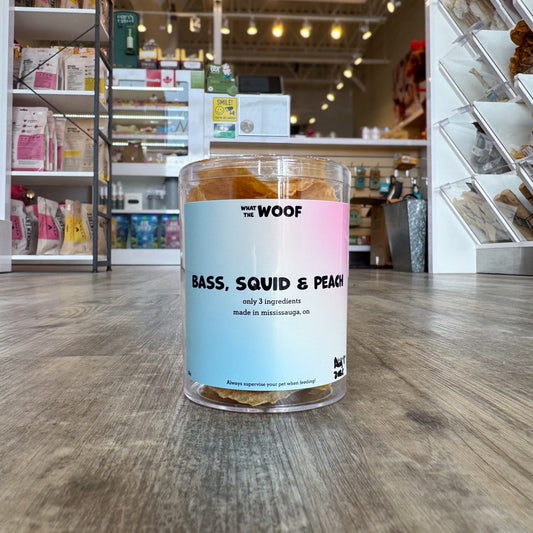 SMILE!
WHAT
THE WOOF
BASS, SQUID & PEACH
only 3 ingredients
made in mississauga, on
Always supervise your pet when feeding!